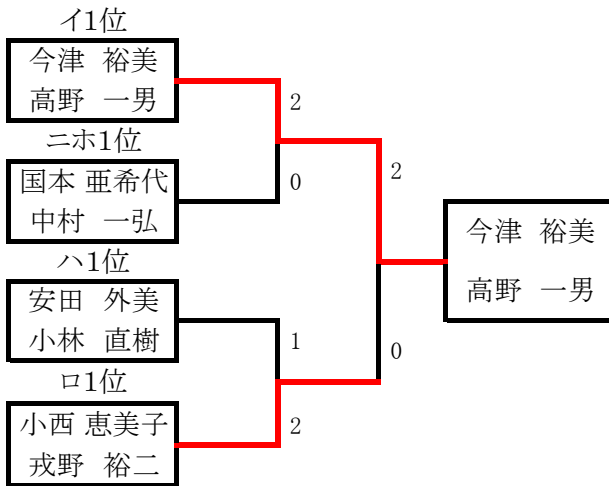 イ1位
今津 裕美
高野 一男
ニホ1位
国本 亜希代
中村 一弘
ハ1位
安田 外美
小林 直樹
ロ1位
小西 恵美子
戎野 裕二
2
0
1
2
2
0
今津 裕美
高野 一男